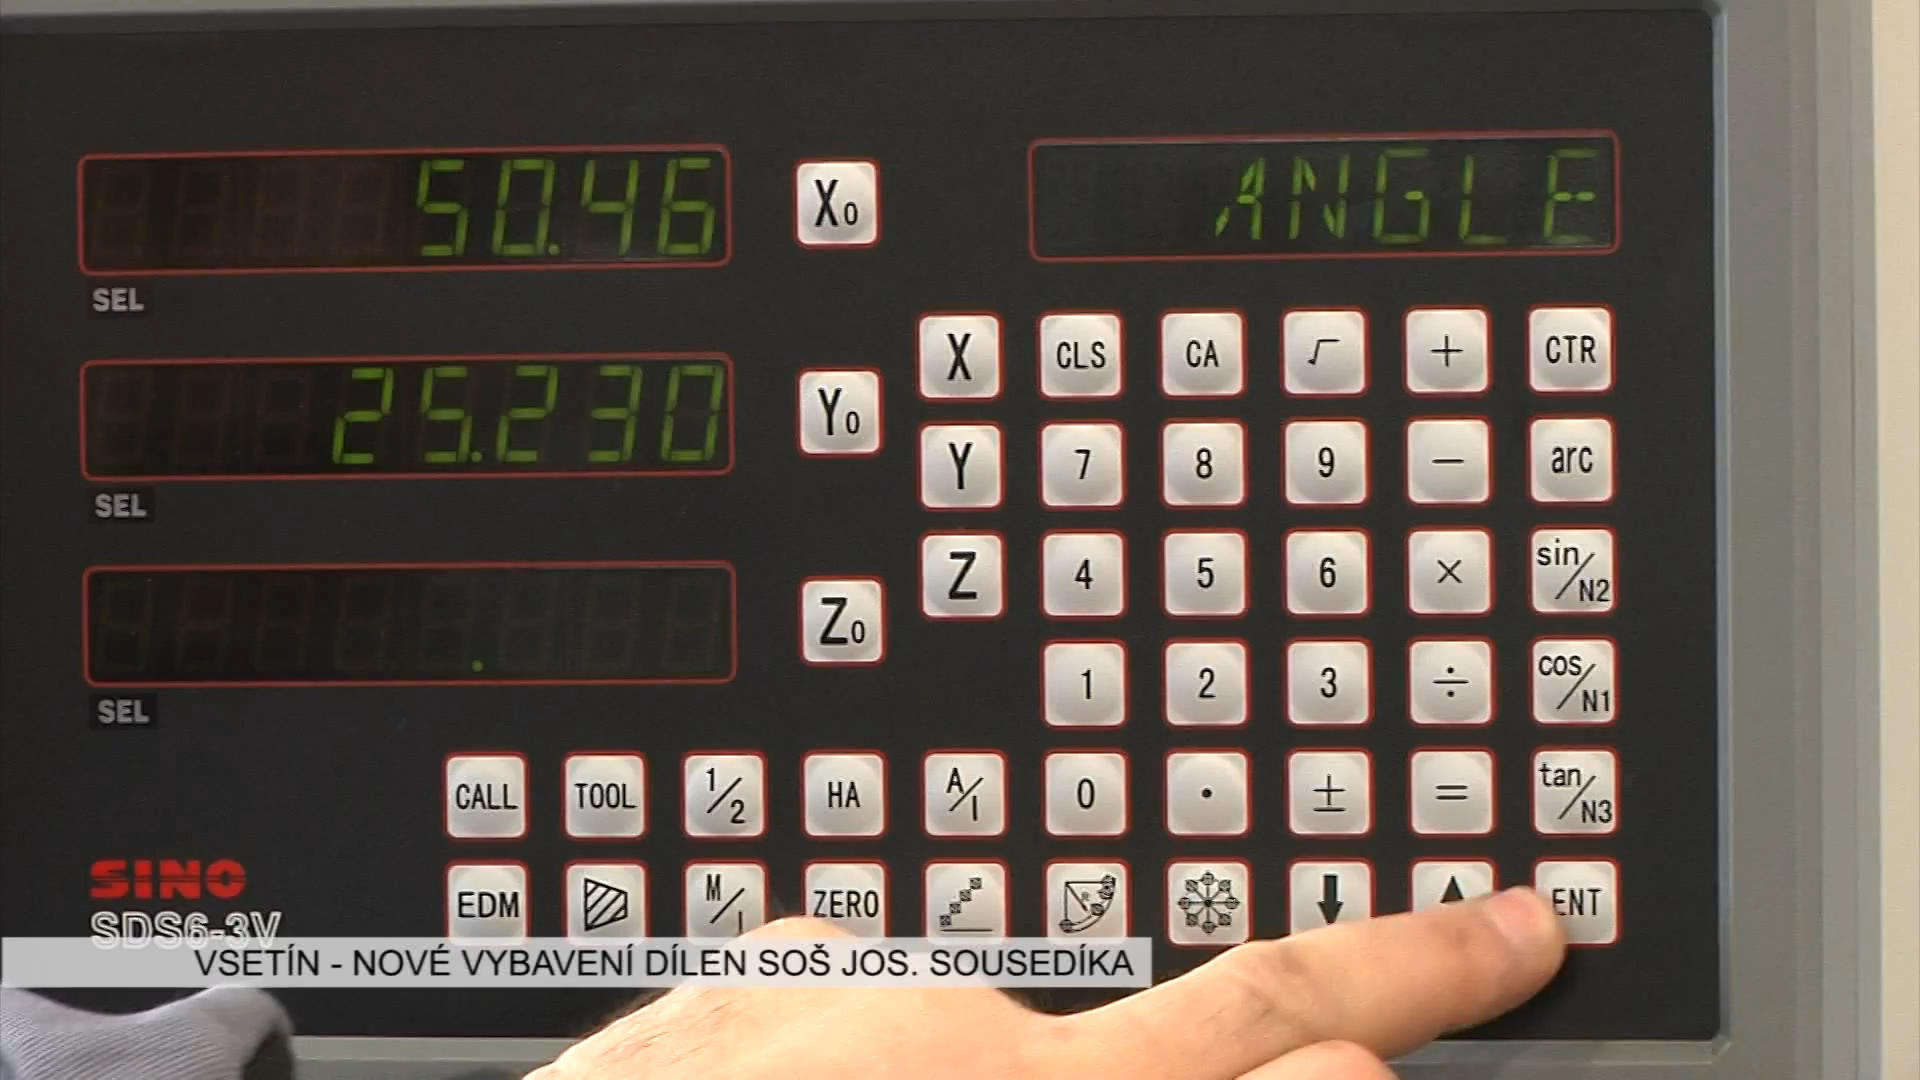 50.46
X0
ANGLE
SEL
25.230
Y0
SEL
.
Z0
SEL
X CLS CA √ + CTR
Y 7 8 9 − arc
Z 4 5 6 × sin/N2
1 2 3 ÷ cos/N1
CALL TOOL 1/2 HA A/I 0 . ± = tan/N3
EDM M/I ZERO R ENT
SINO
SDS6-3V
VSETÍN - NOVÉ VYBAVENÍ DÍLEN SOŠ JOS. SOUSEDÍKA